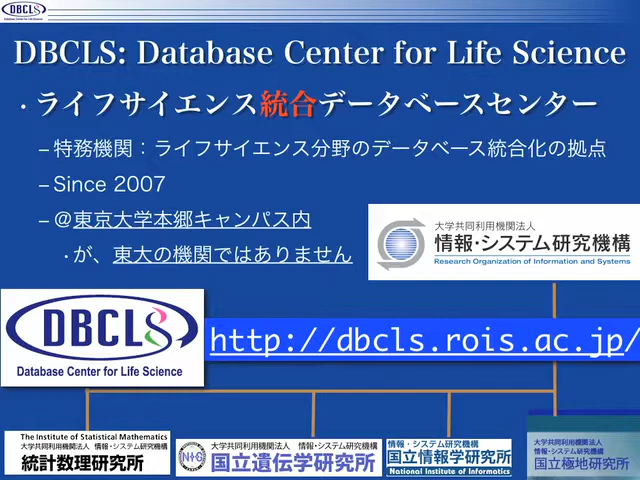 DBCLS
Database Center for Life Science
DBCLS: Database Center for Life Science
・ライフサイエンス統合データベースセンター
–特務機関：ライフサイエンス分野のデータベース統合化の拠点
–Since 2007
–＠東京大学本郷キャンパス内
・が、東大の機関ではありません
大学共同利用機関法人
情報・システム研究機構
Research Organization of Information and Systems
DBCLS
Database Center for Life Science
http://dbcls.rois.ac.jp/
The Institute of Statistical Mathematics
大学共同利用機関法人 情報・システム研究機構
統計数理研究所
NIG
大学共同利用機関法人 情報・システム研究機構
国立遺伝学研究所
情報・システム研究機構
国立情報学研究所
National Institute of Informatics
大学共同利用機関法人
情報・システム研究機構
国立極地研究所